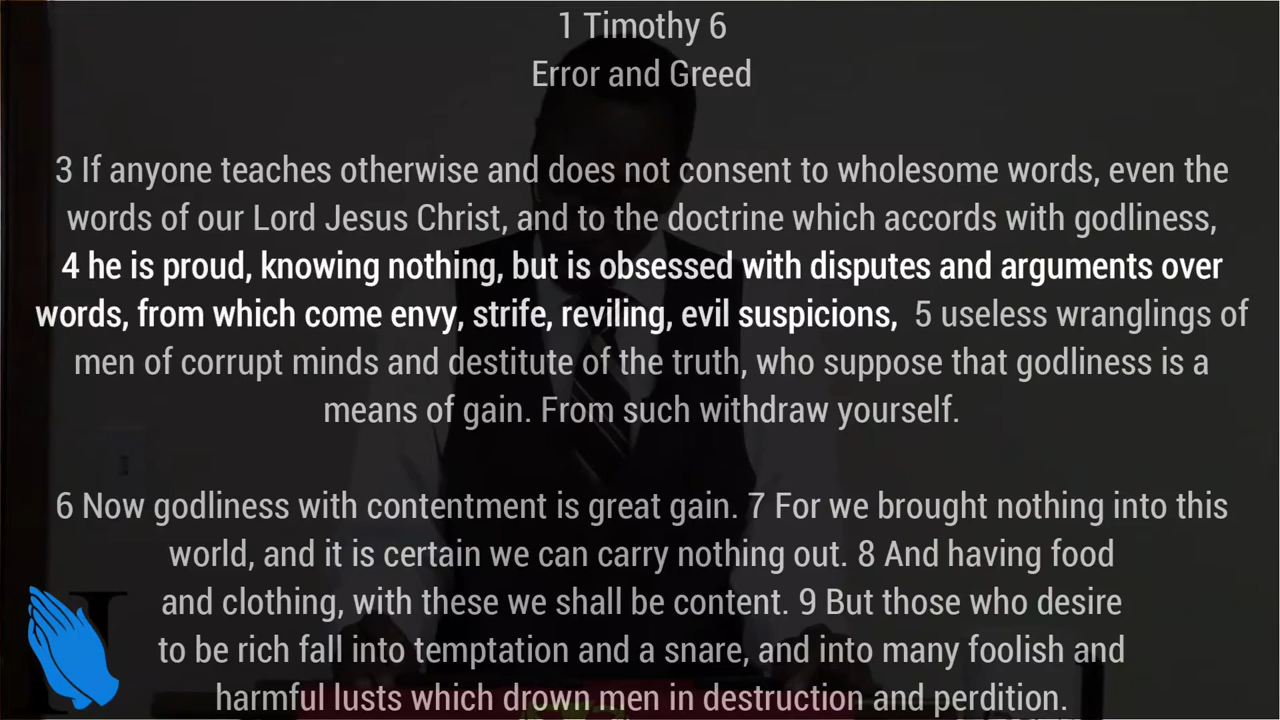 1 Timothy 6
Error and Greed
3 If anyone teaches otherwise and does not consent to wholesome words, even the
words of our Lord Jesus Christ, and to the doctrine which accords with godliness,
4 he is proud, knowing nothing, but is obsessed with disputes and arguments over
words, from which come envy, strife, reviling, evil suspicions, 5 useless wranglings of
men of corrupt minds and destitute of the truth, who suppose that godliness is a
means of gain. From such withdraw yourself.
6 Now godliness with contentment is great gain. 7 For we brought nothing into this
world, and it is certain we can carry nothing out. 8 And having food
and clothing, with these we shall be content. 9 But those who desire
to be rich fall into temptation and a snare, and into many foolish and
harmful lusts which drown men in destruction and perdition.